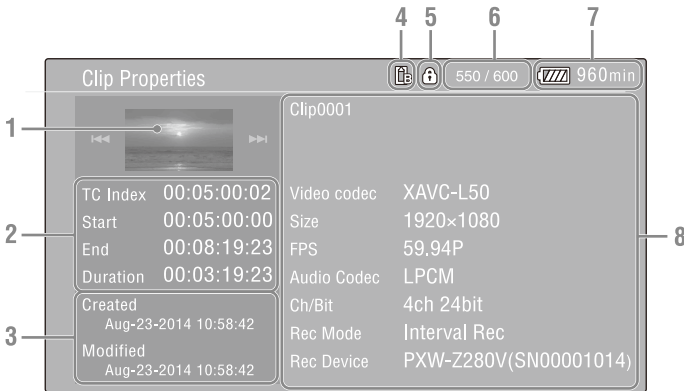 4 5 6 7
Clip Properties B 550 / 600 960min
1
Clip0001
TC Index 00:05:00:02
Start 00:05:00:00
2
End 00:08:19:23
Duration 00:03:19:23
Created
Aug-23-2014 10:58:42
3
Modified
Aug-23-2014 10:58:42
Video codec XAVC-L50
Size 1920×1080
8
FPS 59.94P
Audio Codec LPCM
Ch/Bit 4ch 24bit
Rec Mode Interval Rec
Rec Device PXW-Z280V(SN00001014)